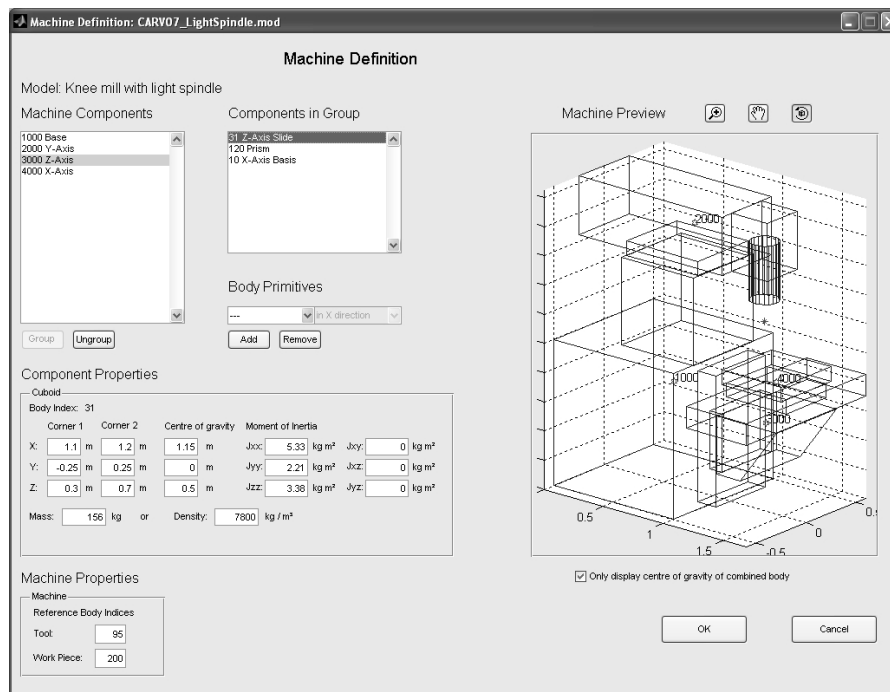 Machine Definition: CARV07_LightSpindle.mod
Machine Definition
Model: Knee mill with light spindle
Machine Components
1000 Base
2000 Y-Axis
3000 Z-Axis
4000 X-Axis
Group Ungroup
Components in Group
31 Z-Axis Slide
120 Prism
10 X-Axis Basis
Body Primitives
--- in X direction
Add Remove
Machine Preview
2000
1000
4000
3000
0.5
1
1.5
-0.5
0
0.5
Only display centre of gravity of combined body
Component Properties
Cuboid
Body Index: 31
Corner 1 Corner 2 Centre of gravity Moment of Inertia
X: 1.1 m 1.2 m 1.15 m Jxx: 5.33 kg m² Jxy: 0 kg m²
Y: -0.25 m 0.25 m 0 m Jyy: 2.21 kg m² Jxz: 0 kg m²
Z: 0.3 m 0.7 m 0.5 m Jzz: 3.38 kg m² Jyz: 0 kg m²
Mass: 156 kg or Density: 7800 kg / m³
Machine Properties
Machine
Reference Body Indices
Tool: 95
Work Piece: 200
OK Cancel